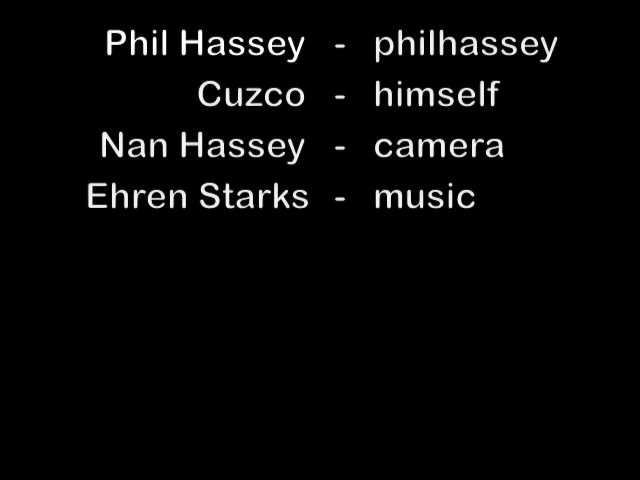 Phil Hassey - philhassey
Cuzco - himself
Nan Hassey - camera
Ehren Starks - music